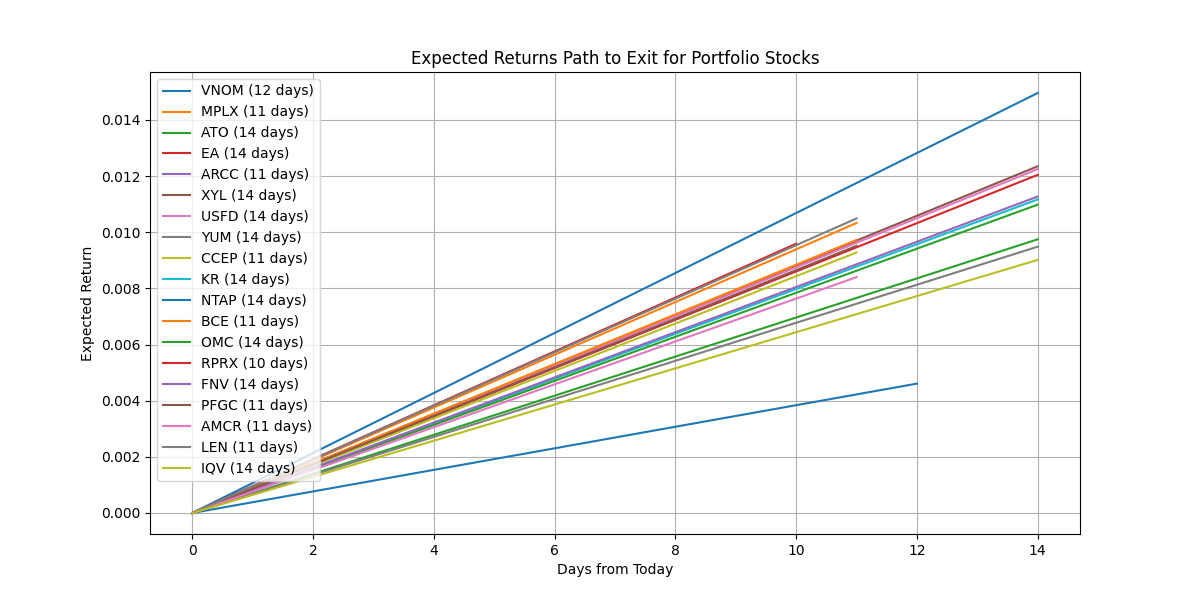 Expected Returns Path to Exit for Portfolio Stocks
Expected Return
0.014
0.012
0.010
0.008
0.006
0.004
0.002
0.000
VNOM (12 days)
MPLX (11 days)
ATO (14 days)
EA (14 days)
ARCC (11 days)
XYL (14 days)
USFD (14 days)
YUM (14 days)
CCEP (11 days)
KR (14 days)
NTAP (14 days)
BCE (11 days)
OMC (14 days)
RPRX (10 days)
FNV (14 days)
PFGC (11 days)
AMCR (11 days)
LEN (11 days)
IQV (14 days)
0 2 4 6 8 10 12 14
Days from Today